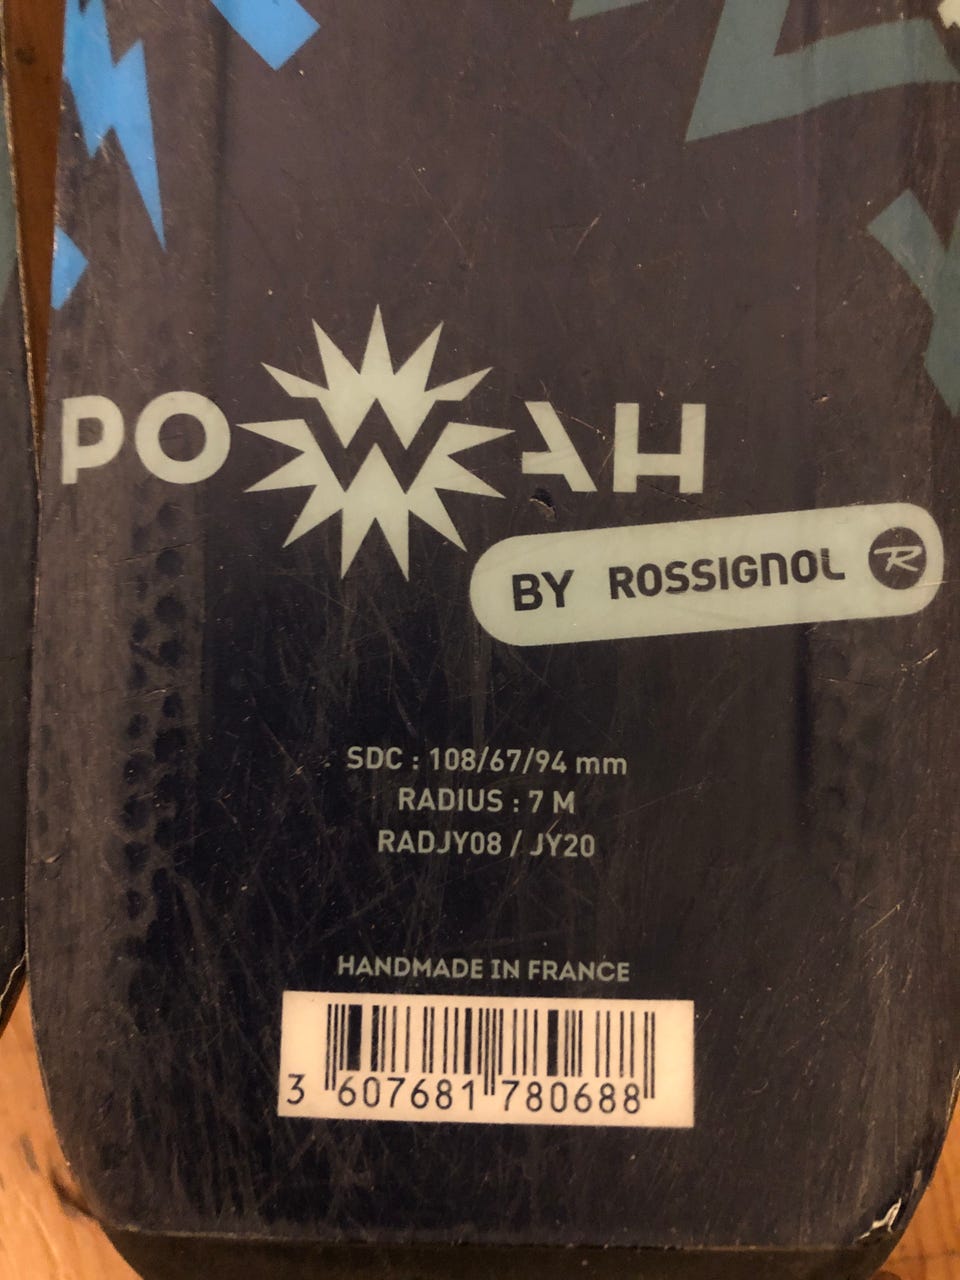 POWAH
BY ROSSIGNOL R
SDC : 108/67/94 mm
RADIUS : 7 M
RADJY08 / JY20
HANDMADE IN FRANCE
3 607681 780688